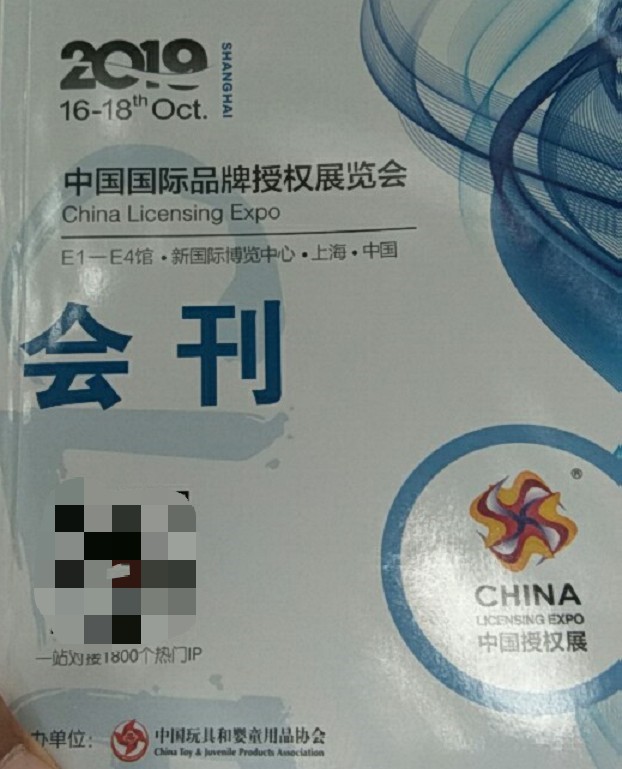 2019
SHANGHAI
16-18th Oct.
中国国际品牌授权展览会
China Licensing Expo
E1—E4馆·新国际博览中心·上海·中国
会刊
®
CHINA
LICENSING EXPO
中国授权展
一站对接1800个热门IP
办单位:
中国玩具和婴童用品协会
China Toy & Juvenile Products Association